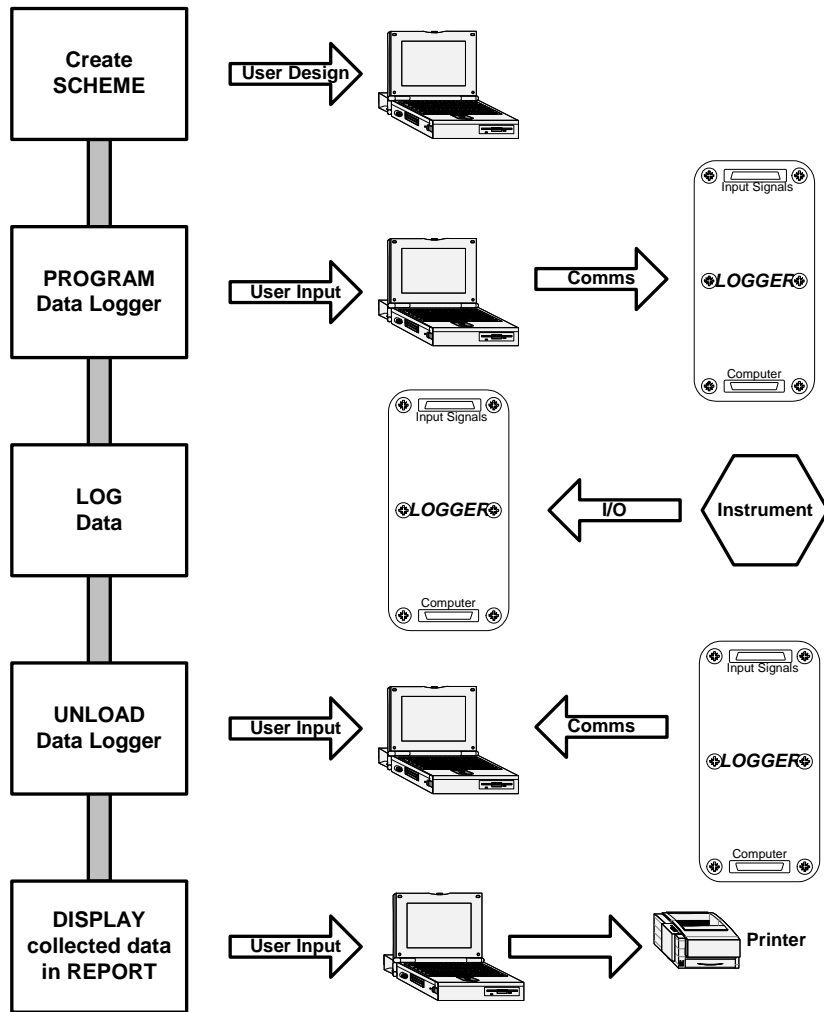 Create
SCHEME
User Design
Input Signals
LOGGER
Computer
PROGRAM
Data Logger
User Input
Comms
Input Signals
LOGGER
Computer
LOG
Data
I/O
Instrument
Input Signals
LOGGER
Computer
UNLOAD
Data Logger
User Input
Comms
DISPLAY
collected data
in REPORT
User Input
Printer